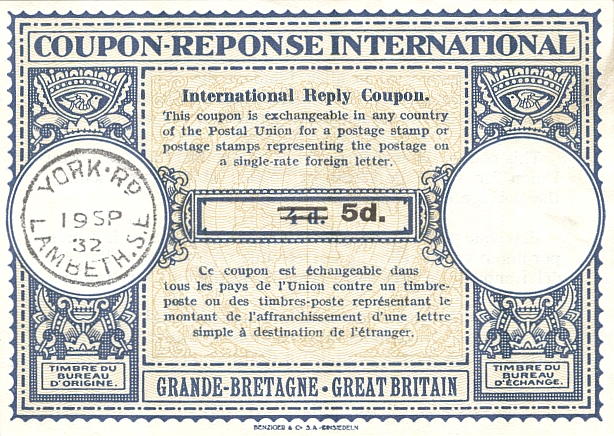 COUPON-REPONSE INTERNATIONAL
International Reply Coupon.
This coupon is exchangeable in any country
of the Postal Union for a postage stamp or
postage stamps representing the postage on
a single-rate foreign letter.
YORK·RD
19 SP
32
LAMBETH.S.E
4 d. 5d.
Ce coupon est échangeable dans
tous les pays de l'Union contre un timbre-
poste ou des timbres-poste représentant le
montant de l'affranchissement d'une lettre
simple à destination de l'étranger.
TIMBRE DU
BUREAU
D'ORIGINE.
TIMBRE DU
BUREAU
D'ÉCHANGE.
GRANDE-BRETAGNE • GREAT BRITAIN
BENZIGER & Co S.A. EINSIEDELN